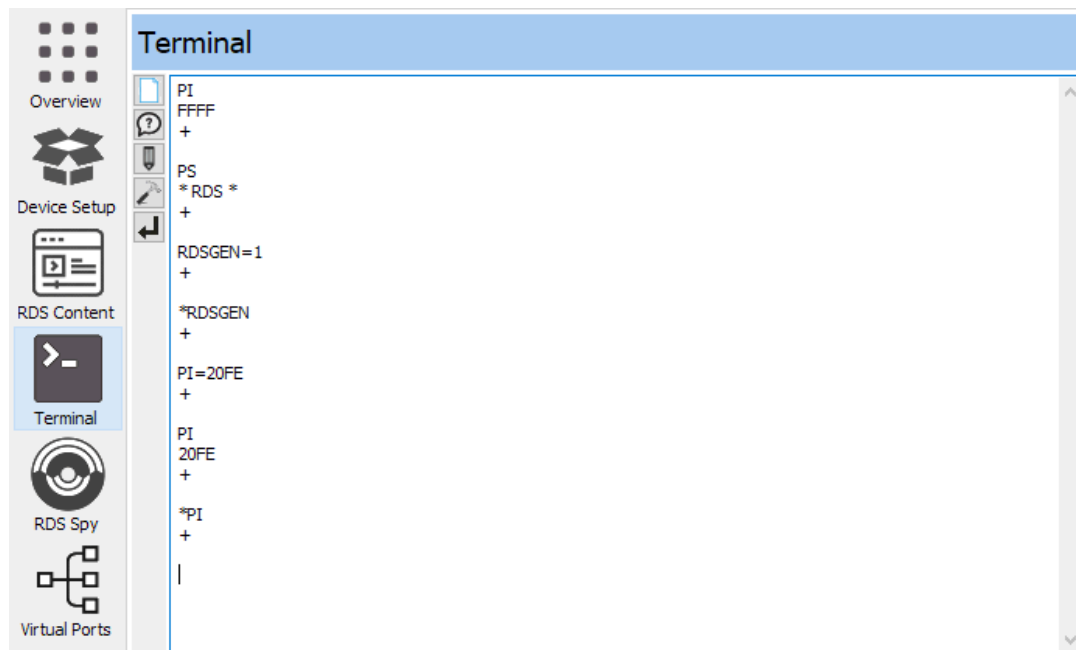 Overview
Device Setup
RDS Content
Terminal
RDS Spy
Virtual Ports
Terminal
PI
FFFF
+
PS
* RDS *
+
RDSGEN=1
+
*RDSGEN
+
PI=20FE
+
PI
20FE
+
*PI
+